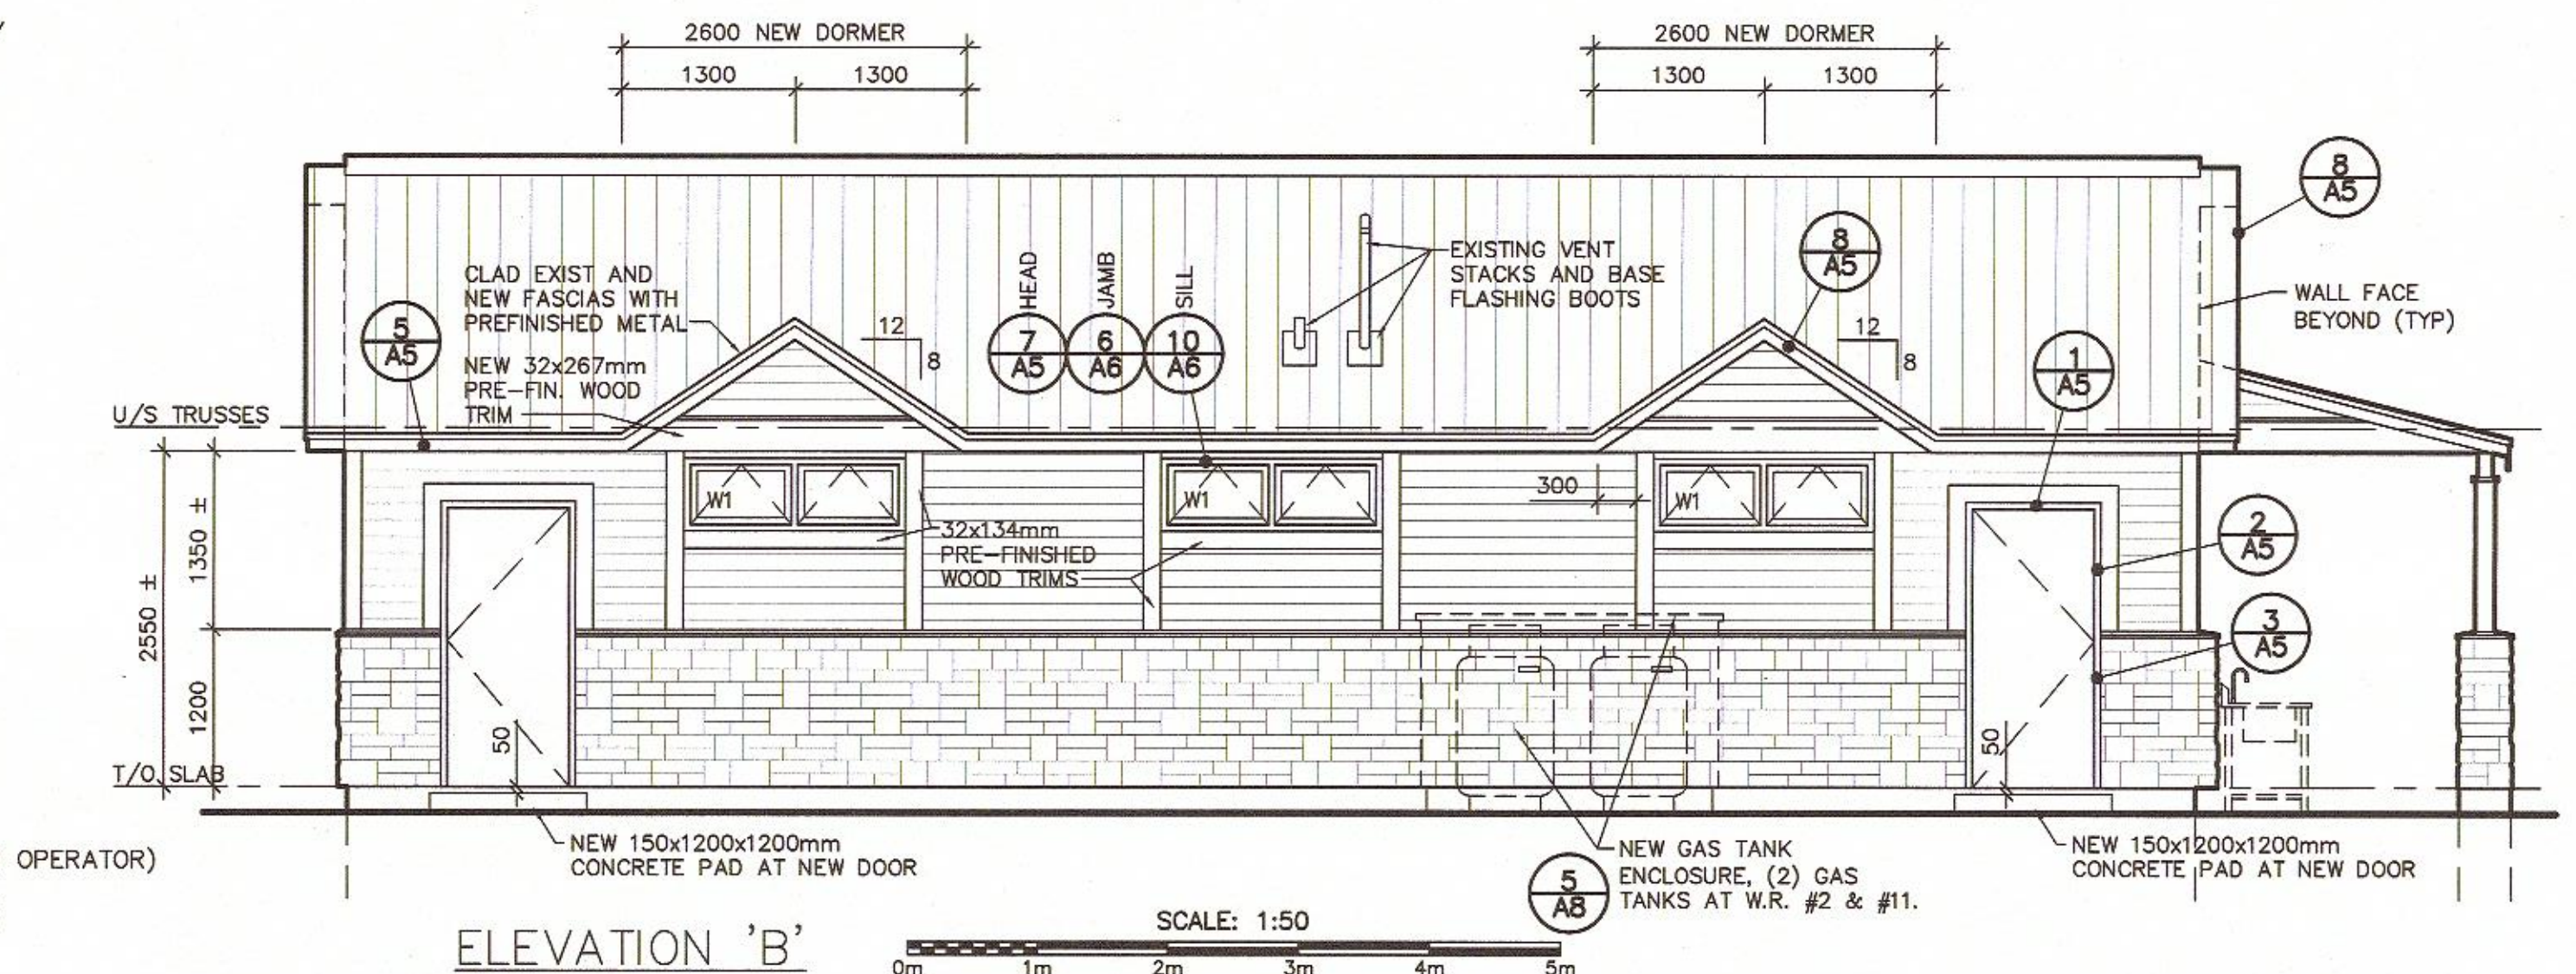 2600 NEW DORMER
1300 1300
2600 NEW DORMER
1300 1300
8
A5
8
A5
CLAD EXIST AND
NEW FASCIAS WITH
PREFINISHED METAL
NEW 32x267mm
PRE-FIN. WOOD
TRIM
HEAD
JAMB
SILL
7
A5
6
A6
10
A6
EXISTING VENT
STACKS AND BASE
FLASHING BOOTS
WALL FACE
BEYOND (TYP)
5
A5
12
8
12
8
1
A5
U/S TRUSSES
W1
W1
W1
300
32x134mm
PRE-FINISHED
WOOD TRIMS
2
A5
3
A5
2550 ±
1350 ±
1200
50
50
T/O SLAB
OPERATOR)
NEW 150x1200x1200mm
CONCRETE PAD AT NEW DOOR
NEW GAS TANK
ENCLOSURE, (2) GAS
TANKS AT W.R. #2 & #11.
5
A8
NEW 150x1200x1200mm
CONCRETE PAD AT NEW DOOR
ELEVATION 'B'
SCALE: 1:50
0m 1m 2m 3m 4m 5m